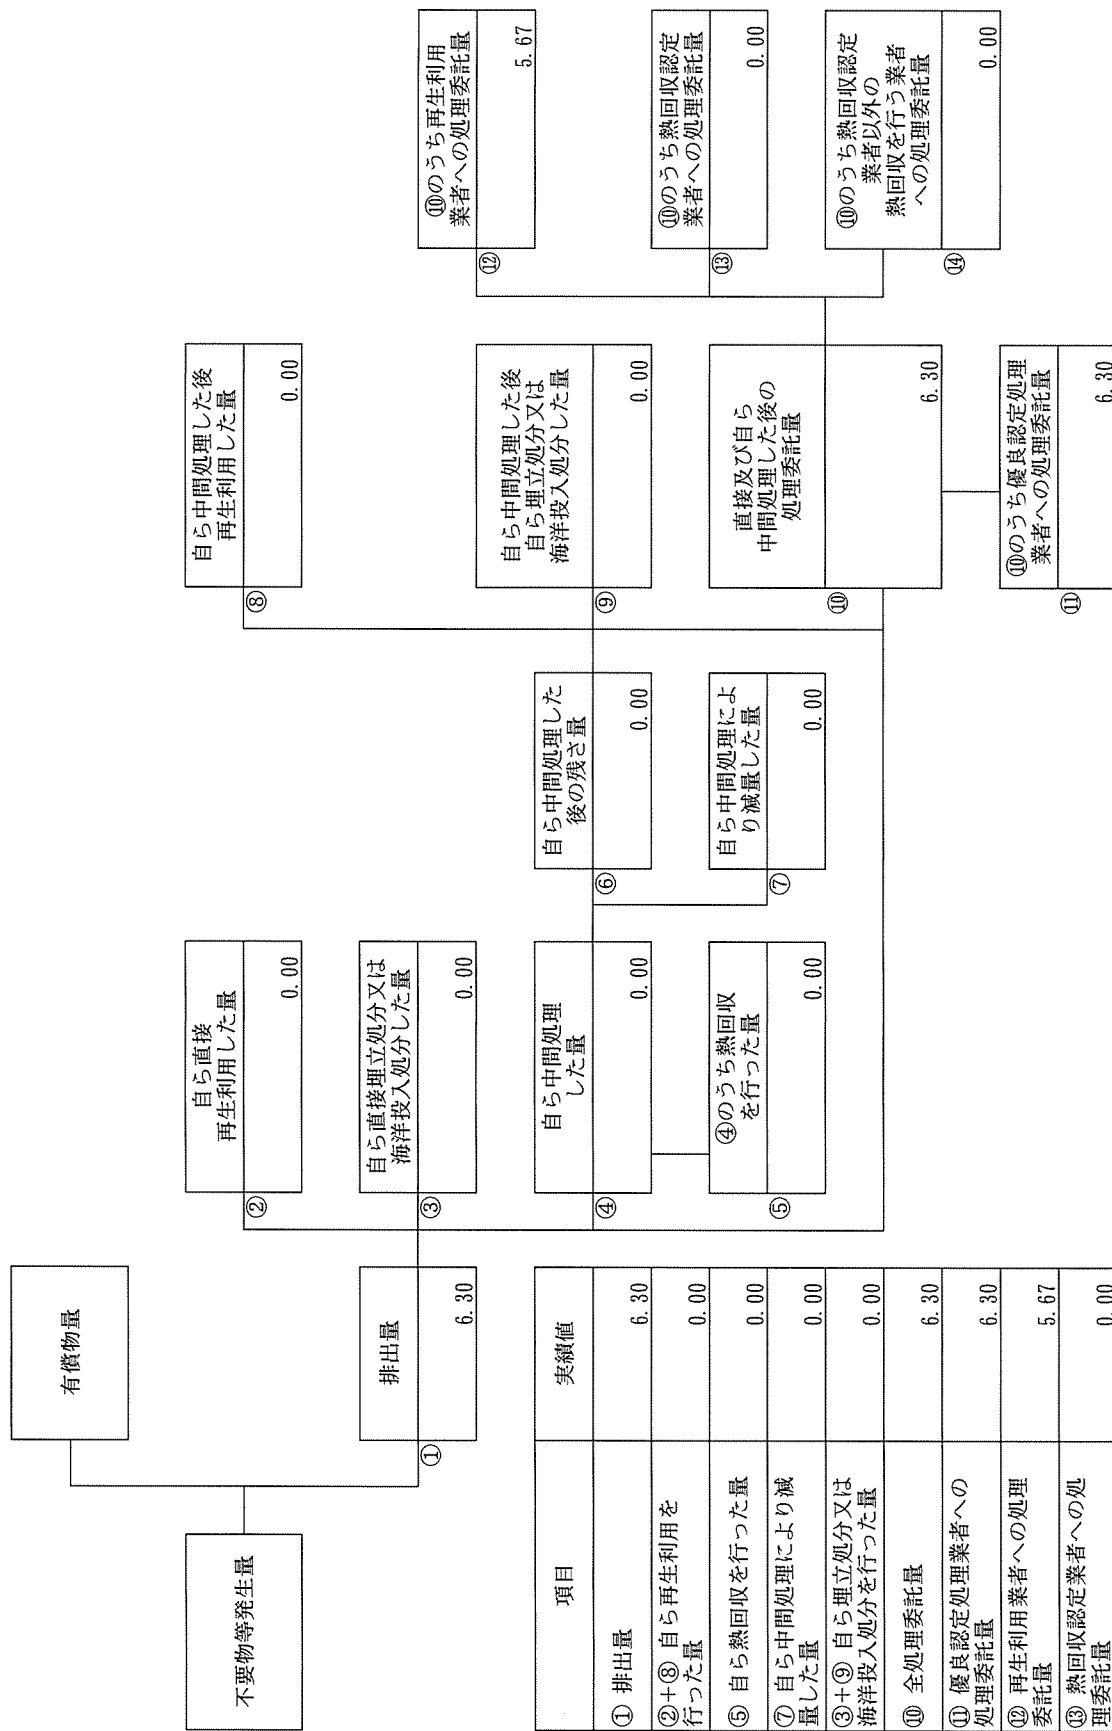 有償物量
不要物等発生量
排出量
①
6.30
自ら直接
再生利用した量
②
0.00
自ら直接埋立処分又は
海洋投入処分した量
③
0.00
自ら中間処理
した量
④
0.00
④のうち熱回収
を行った量
⑤
0.00
自ら中間処理した
後の残さ量
⑥
0.00
自ら中間処理によ
り減量した量
⑦
0.00
自ら中間処理した後
再生利用した量
⑧
0.00
自ら中間処理した後
自ら埋立処分又は
海洋投入処分した量
⑨
0.00
直接及び自ら
中間処理した後の
処理委託量
⑩
6.30
⑩のうち優良認定処理
業者への処理委託量
⑪
6.30
⑩のうち再生利用
業者への処理委託量
⑫
5.67
⑩のうち熱回収認定
業者への処理委託量
⑬
0.00
⑩のうち熱回収認定
業者以外の
熱回収を行う業者
への処理委託量
⑭
0.00
項目 実績値
① 排出量 6.30
②+⑧ 自ら再生利用を
行った量 0.00
⑤ 自ら熱回収を行った量 0.00
⑦ 自ら中間処理により減
量した量 0.00
③+⑨ 自ら埋立処分又は
海洋投入処分を行った量 0.00
⑩ 全処理委託量 6.30
⑪ 優良認定処理業者への
処理委託量 6.30
⑫ 再生利用業者への処理
委託量 5.67
⑬ 熱回収認定業者への処
理委託量 0.00